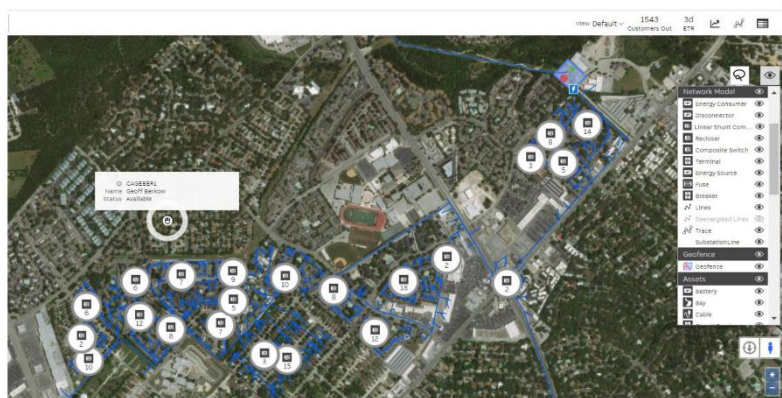 View Default
1543
Customers Out
3d
ETR
Network Model
Energy Consumer
Disconnector
Linear Shunt Com...
Recloser
Composite Switch
Terminal
Energy Source
Fuse
Breaker
Lines
Deenergized Lines
Trace
SubstationLine
Geofence
Geofence
Assets
Battery
Bay
Cable
ID CAGEBER1
Name Geoff Berkow
Status Available
8
14
3
5
2
2
6
7
9
10
8
18
6
12
5
7
8
2
10
12
3
15